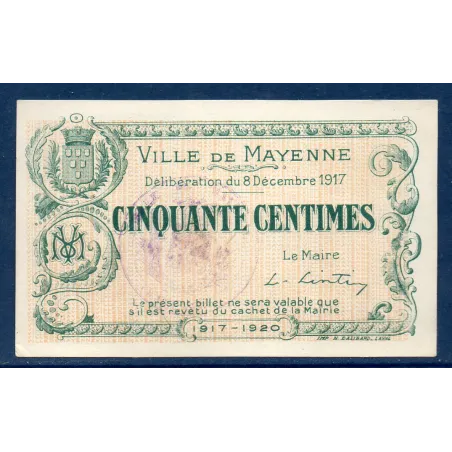 VILLE DE MAYENNE
Délibération du 8 Décembre 1917
CINQUANTE CENTIMES
Le Maire
Le présent billet ne sera valable que
s'il est revêtu du cachet de la Mairie
1917-1920